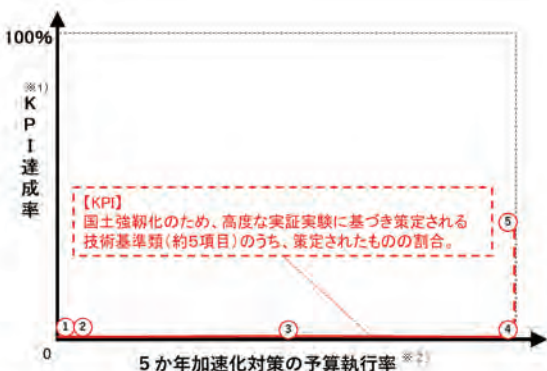 100%
※1)
KPI達成率
【KPI】
国土強靱化のため、高度な実証実験に基づき策定される
技術基準類(約5項目)のうち、策定されたものの割合。
5
1 2 3 4
0
5か年加速化対策の予算執行率 ※2)